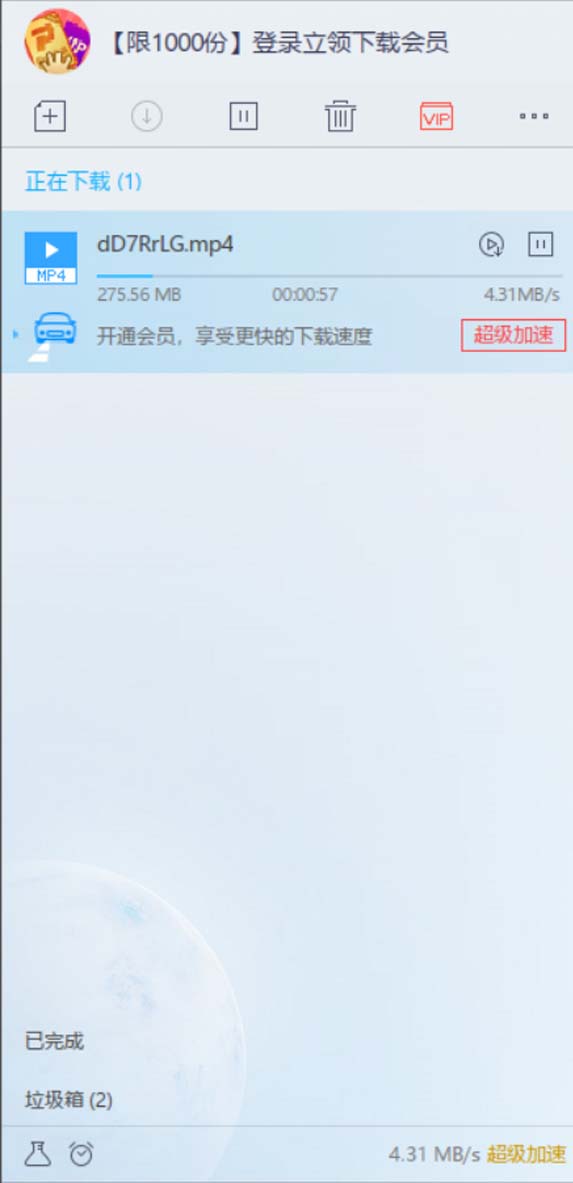 VIP
【限1000份】登录立领下载会员
VIP
正在下载 (1)
dD7RrLG.mp4
MP4
275.56 MB 00:00:57 4.31MB/s
开通会员，享受更快的下载速度 超级加速
已完成
垃圾箱 (2)
4.31 MB/s 超级加速